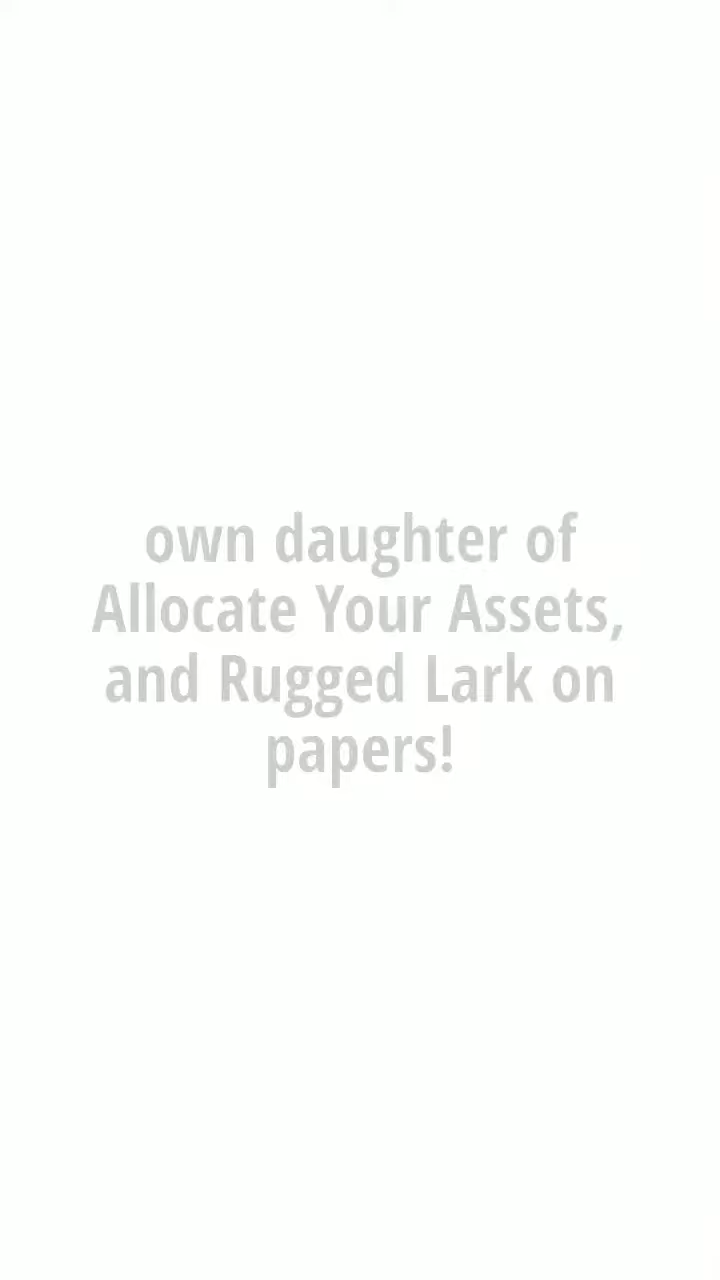 own daughter of
Allocate Your Assets,
and Rugged Lark on
papers!